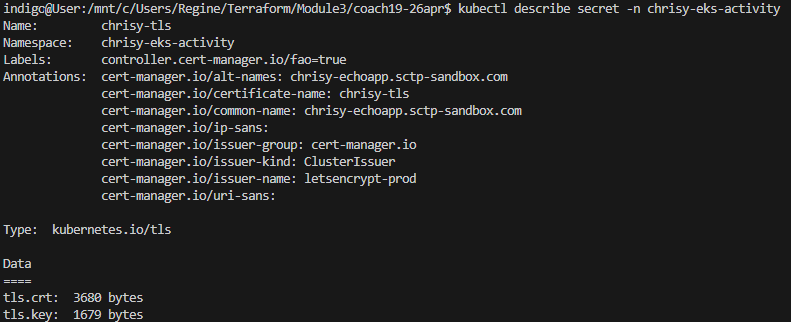 indigo@User:/mnt/c/Users/Regine/Terraform/Module3/coach19-26apr$ kubectl describe secret -n chrisy-eks-activity
Name:         chrisy-tls
Namespace:    chrisy-eks-activity
Labels:       controller.cert-manager.io/fao=true
Annotations:  cert-manager.io/alt-names: chrisy-echoapp.sctp-sandbox.com
              cert-manager.io/certificate-name: chrisy-tls
              cert-manager.io/common-name: chrisy-echoapp.sctp-sandbox.com
              cert-manager.io/ip-sans:
              cert-manager.io/issuer-group: cert-manager.io
              cert-manager.io/issuer-kind: ClusterIssuer
              cert-manager.io/issuer-name: letsencrypt-prod
              cert-manager.io/uri-sans:

Type:  kubernetes.io/tls

Data
====
tls.crt:  3680 bytes
tls.key:  1679 bytes